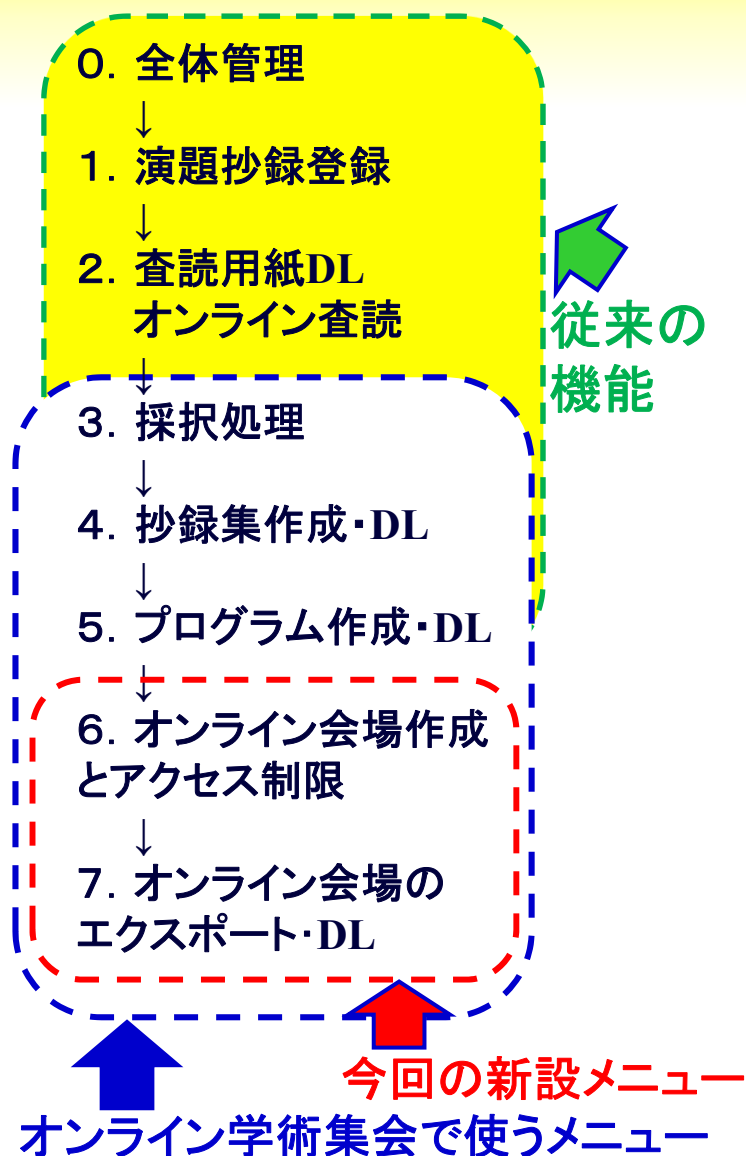 ０. 全体管理
↓
１. 演題抄録登録
↓
２. 査読用紙DL
オンライン査読
↓
３. 採択処理
↓
４. 抄録集作成・DL
↓
５. プログラム作成・DL
↓
６. オンライン会場作成
とアクセス制限
↓
７. オンライン会場の
エクスポート・DL
従来の
機能
今回の新設メニュー
オンライン学術集会で使うメニュー